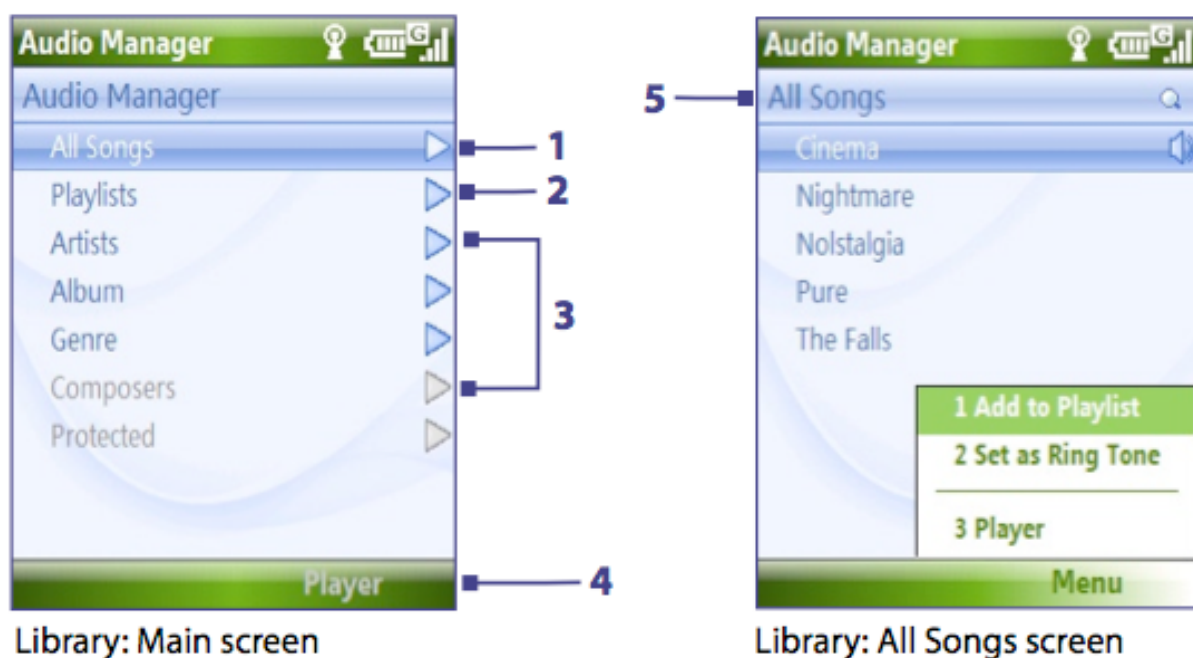 Audio Manager
G
Audio Manager
All Songs
Playlists
Artists
Album
Genre
Composers
Protected
Player
1
2
3
4
Library: Main screen
Audio Manager
G
5
All Songs
Cinema
Nightmare
Nolstalgia
Pure
The Falls
1 Add to Playlist
2 Set as Ring Tone
3 Player
Menu
Library: All Songs screen